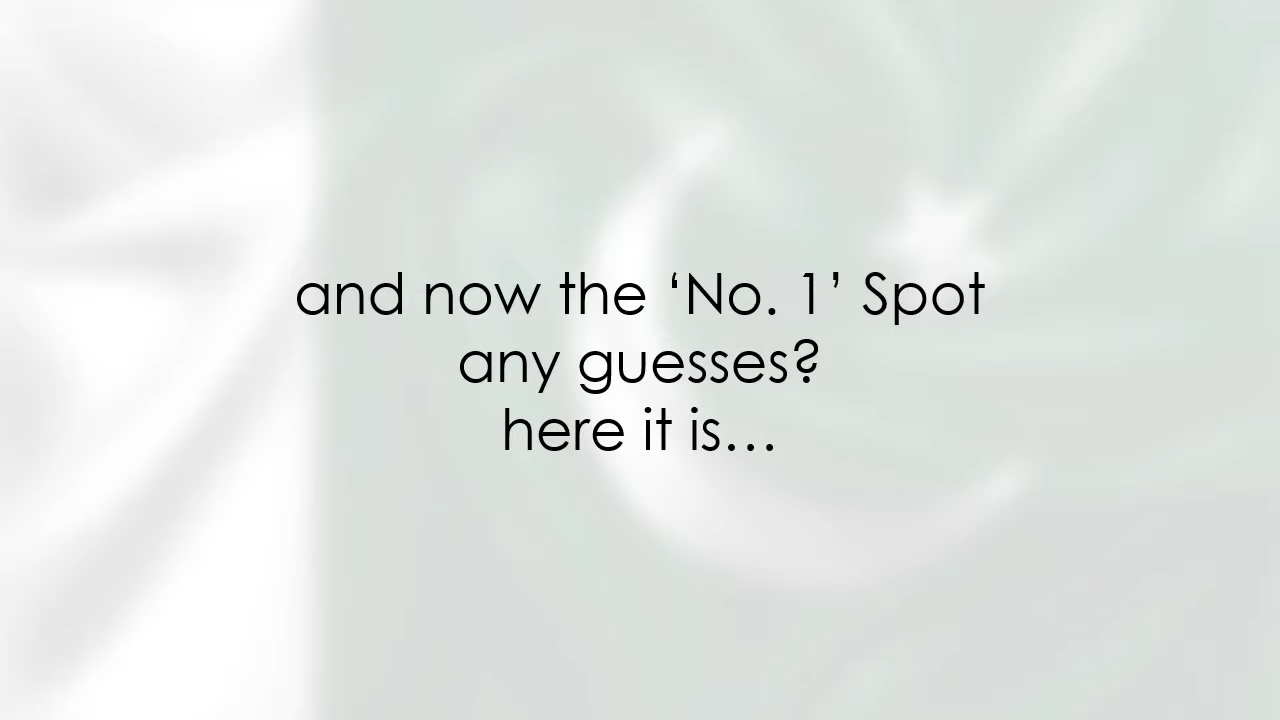 and now the ‘No. 1’ Spot
any guesses?
here it is…